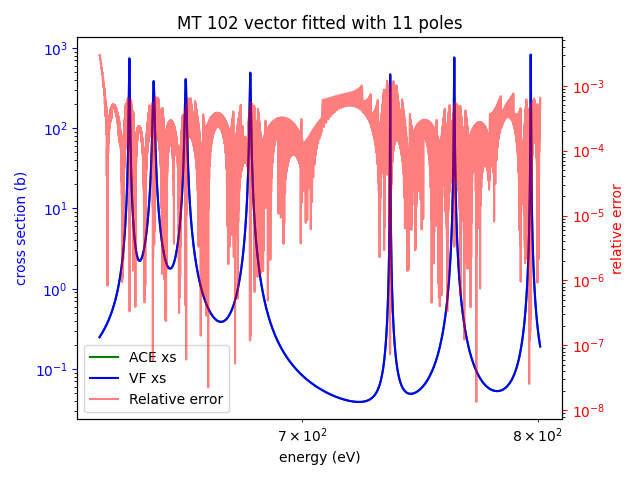 MT 102 vector fitted with 11 poles
10³
10²
10¹
10⁰
10⁻¹
cross section (b)
10⁻³
10⁻⁴
10⁻⁵
10⁻⁶
10⁻⁷
10⁻⁸
relative error
ACE xs
VF xs
Relative error
7 × 10²
8 × 10²
energy (eV)